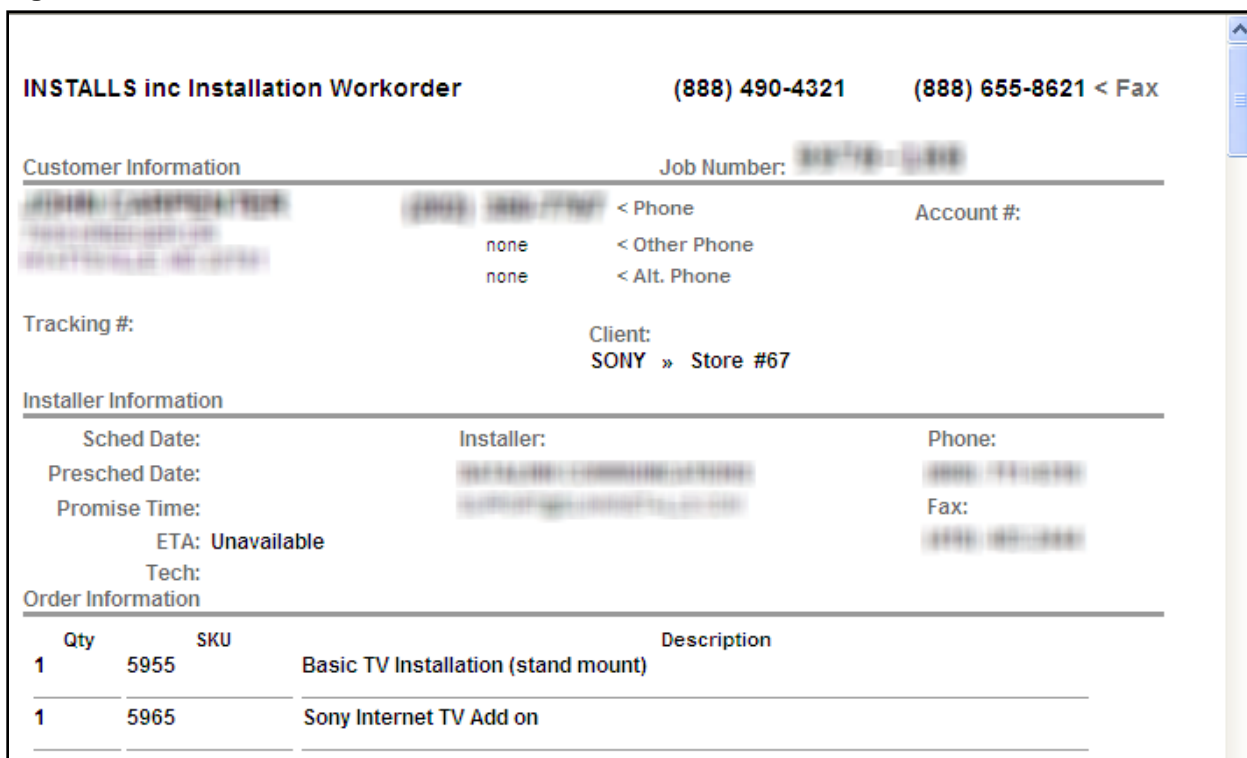 INSTALLS inc Installation Workorder (888) 490-4321 (888) 655-8621 < Fax
Customer Information Job Number:
< Phone Account #:
none < Other Phone
none < Alt. Phone
Tracking #:
Client:
SONY » Store #67
Installer Information
Sched Date: Installer: Phone:
Presched Date:
Promise Time: Fax:
ETA: Unavailable
Tech:
Order Information
Qty SKU Description
1 5955 Basic TV Installation (stand mount)
1 5965 Sony Internet TV Add on